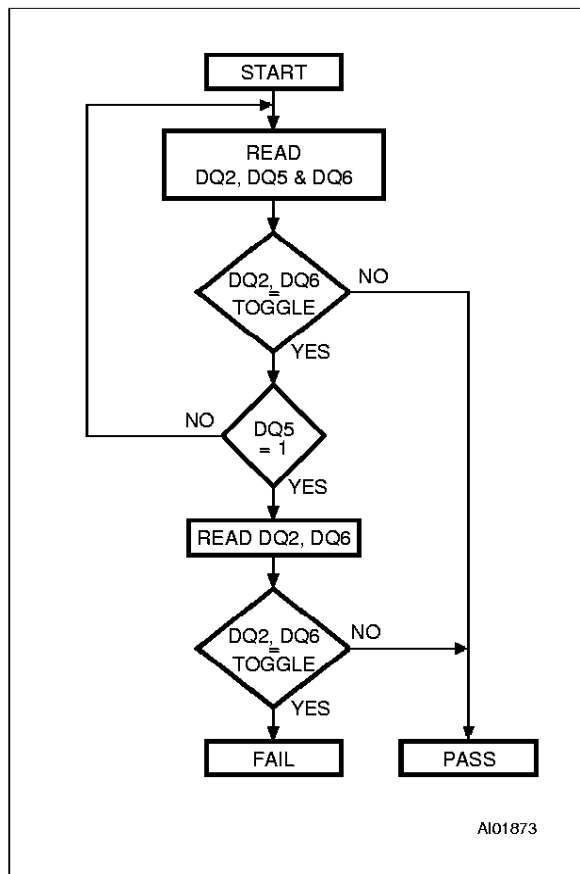 START
READ
DQ2, DQ5 & DQ6
DQ2, DQ6
=
TOGGLE
NO
YES
NO
DQ5
= 1
YES
READ DQ2, DQ6
DQ2, DQ6
=
TOGGLE
NO
YES
FAIL
PASS
AI01873